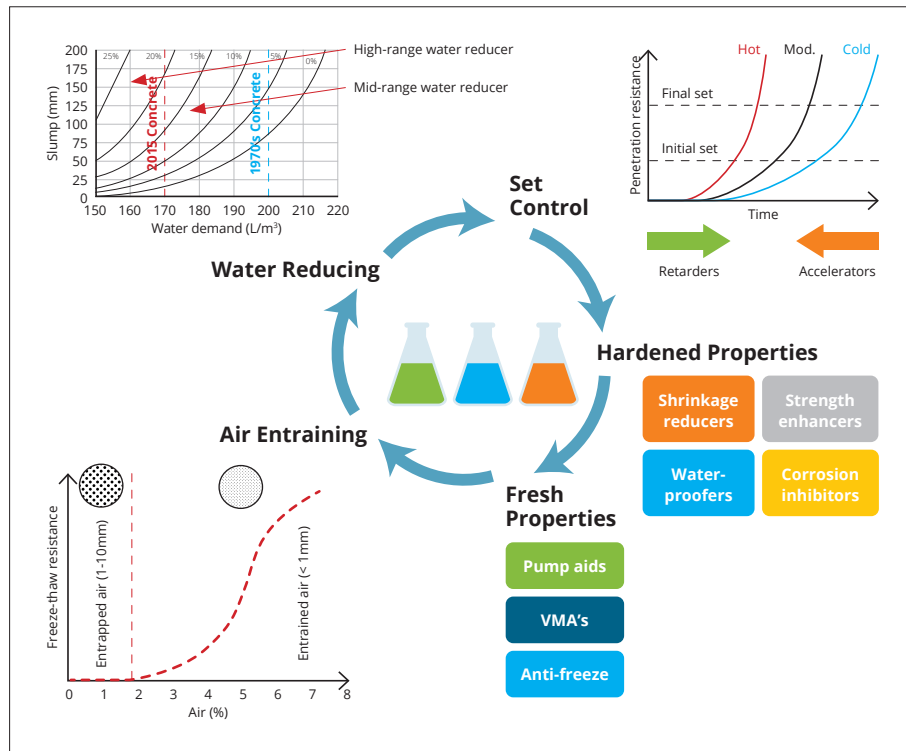 200
175
150
125
100
75
50
25
0
Slump (mm)
25%
20%
15%
10%
5%
0%
2015 Concrete
1970's Concrete
150 160 170 180 190 200 210 220
Water demand (L/m³)
High-range water reducer
Mid-range water reducer
Hot
Mod.
Cold
Final set
Initial set
Penetration resistance
Time
Retarders
Accelerators
Set
Control
Water Reducing
Hardened Properties
Shrinkage
reducers
Strength
enhancers
Water-
proofers
Corrosion
inhibitors
Air Entraining
Fresh
Properties
Pump aids
VMA's
Anti-freeze
Freeze-thaw resistance
Entrapped air (1-10mm)
Entrained air (< 1mm)
0 1 2 3 4 5 6 7 8
Air (%)